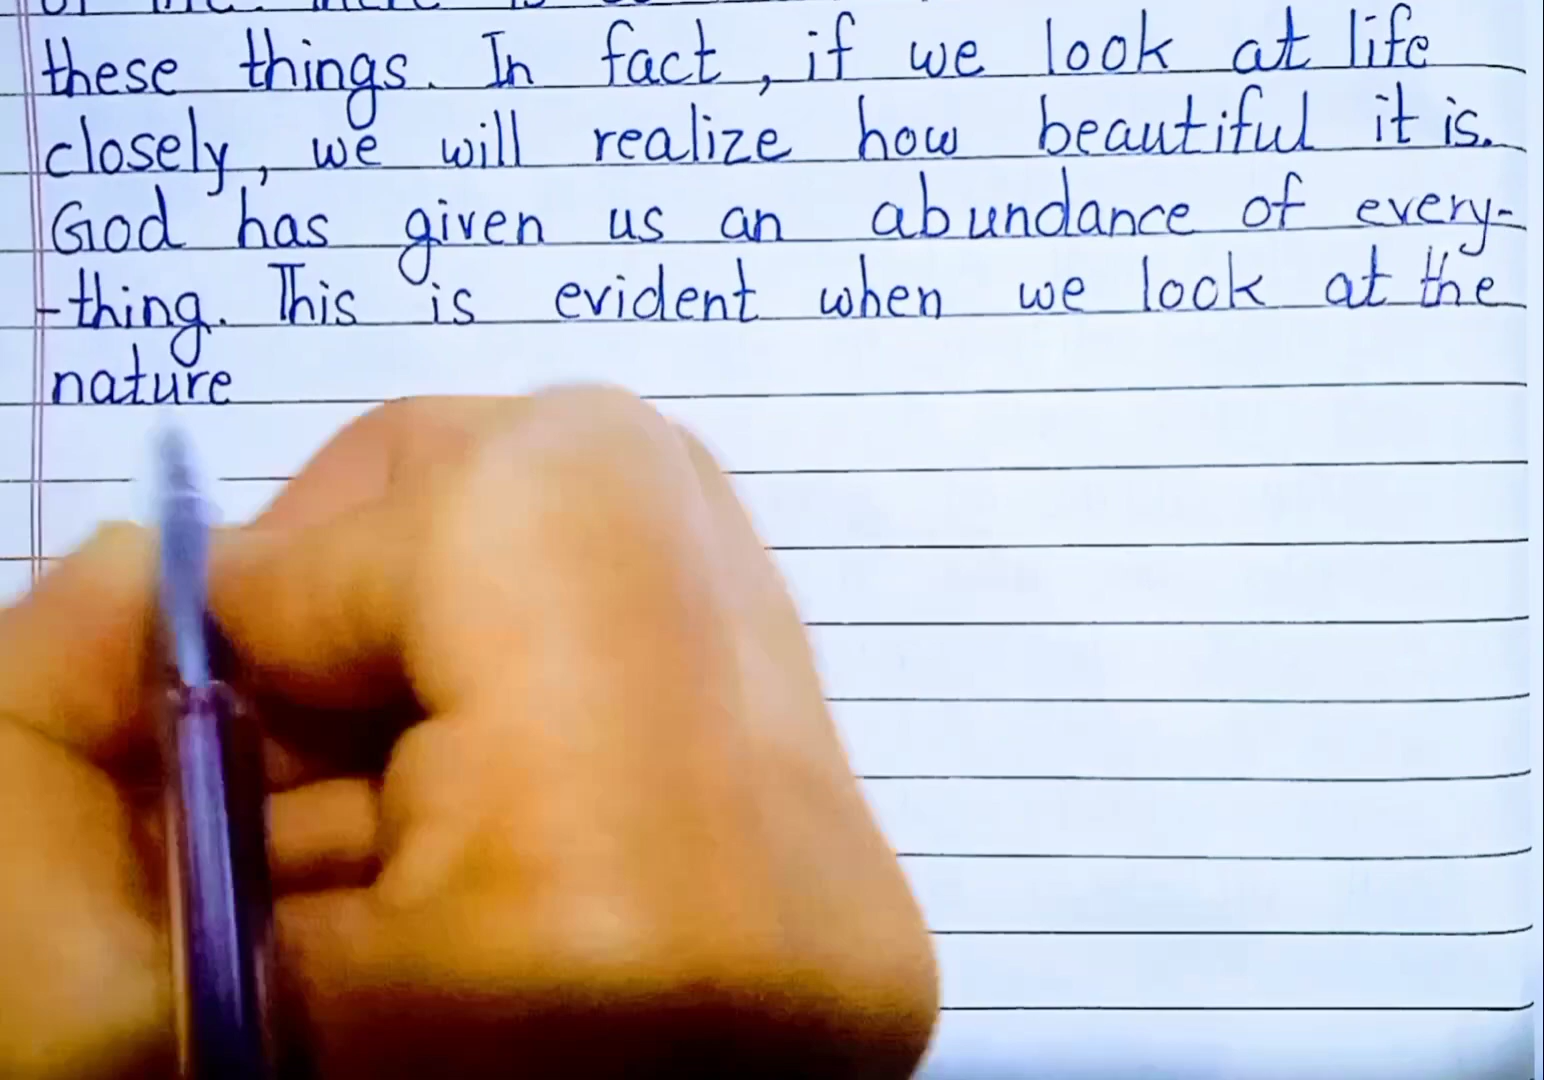 these things. In fact, if we look at life
closely, we will realize how beautiful it is.
God has given us an abundance of every-
-thing. This is evident when we look at the
nature